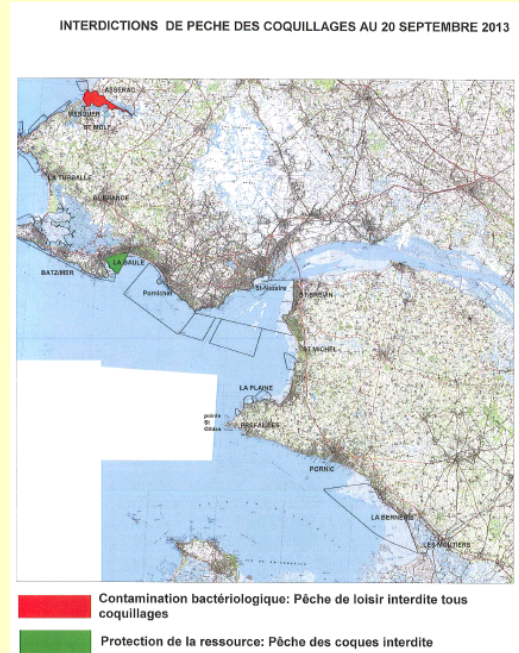 INTERDICTIONS DE PECHE DES COQUILLAGES AU 20 SEPTEMBRE 2013
ASSERAC
MESQUER
ST MOLF
LA TURBALLE
GUERANDE
LA BAULE
BATZ/MER
Pornichet
St-Nazaire
ST BREVIN
ST MICHEL
LA PLAINE
pointe
St
Gildas
PREFAILLES
PORNIC
LA BERNERIE
LES MOUTIERS
Contamination bactériologique: Pêche de loisir interdite tous
coquillages
Protection de la ressource: Pêche des coques interdite